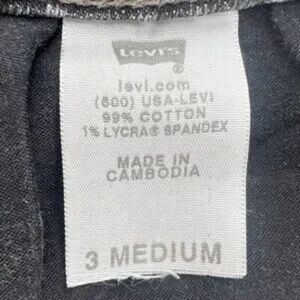 Levi's
®
levi.com
(800) USA-LEVI
99% COTTON
1% LYCRA® SPANDEX
MADE IN
CAMBODIA
3 MEDIUM